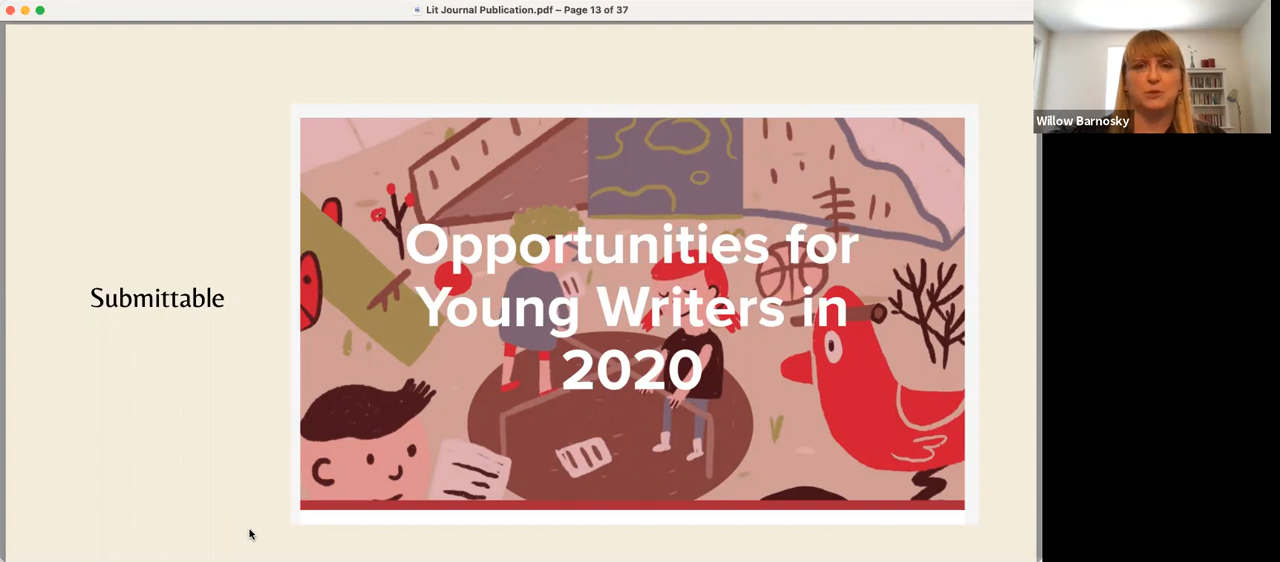 Lit Journal Publication.pdf – Page 13 of 37
Willow Barnosky
Submittable
Opportunities for
Young Writers in
2020